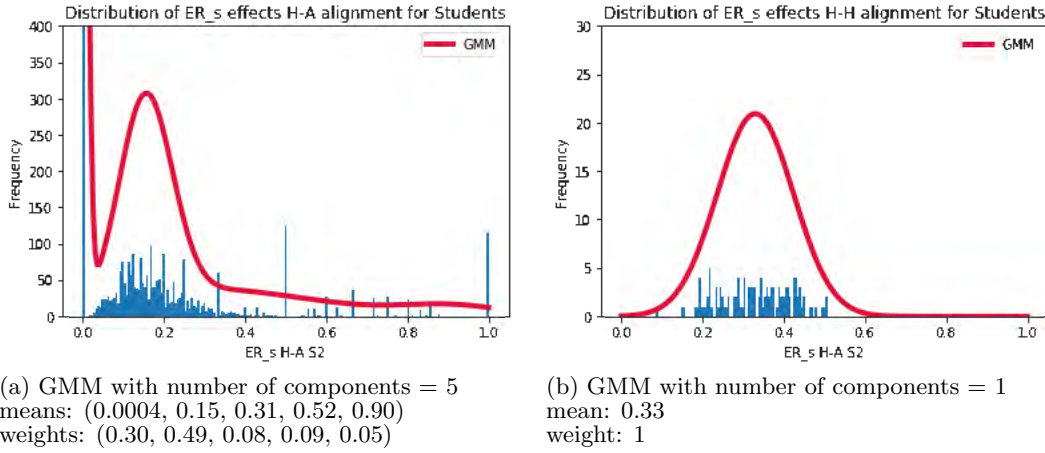 Distribution of ER_s effects H-A alignment for Students
400
350
300
250
200
150
100
50
0
Frequency
GMM
0.0 0.2 0.4 0.6 0.8 1.0
ER_s H-A S2
(a) GMM with number of components = 5
means: (0.0004, 0.15, 0.31, 0.52, 0.90)
weights: (0.30, 0.49, 0.08, 0.09, 0.05)
Distribution of ER_s effects H-H alignment for Students
30
25
20
15
10
5
0
Frequency
GMM
0.0 0.2 0.4 0.6 0.8 1.0
ER_s H-A S2
(b) GMM with number of components = 1
mean: 0.33
weight: 1